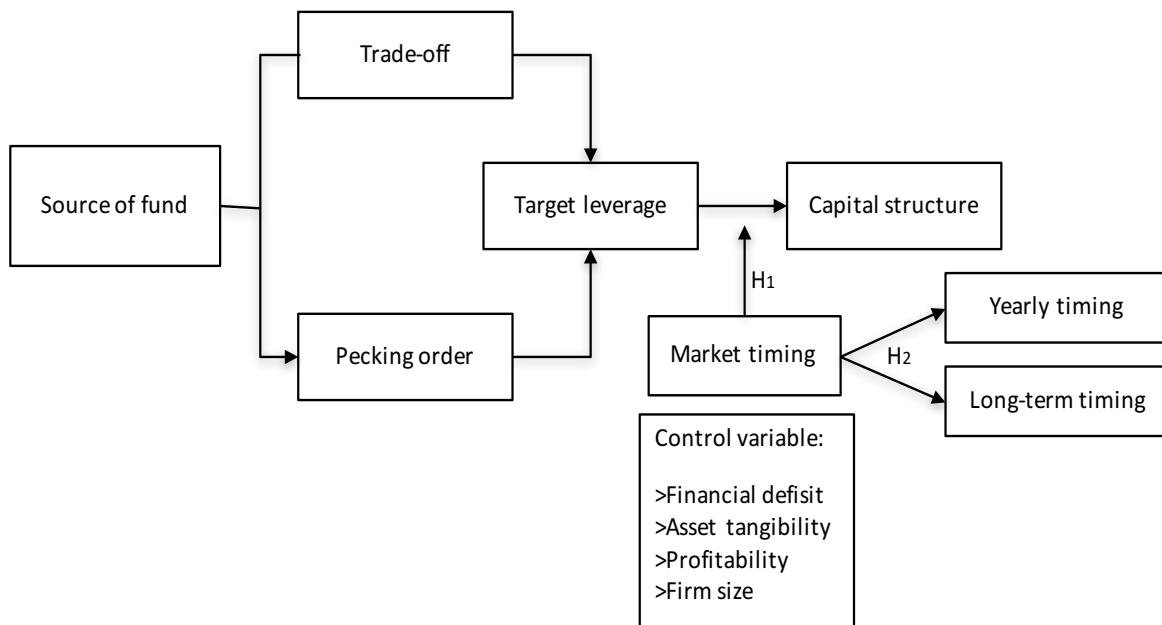 Trade-off
Source of fund
Target leverage
Capital structure
H1
Yearly timing
Pecking order
Market timing
H2
Long-term timing
Control variable:
>Financial defisit
>Asset tangibility
>Profitability
>Firm size